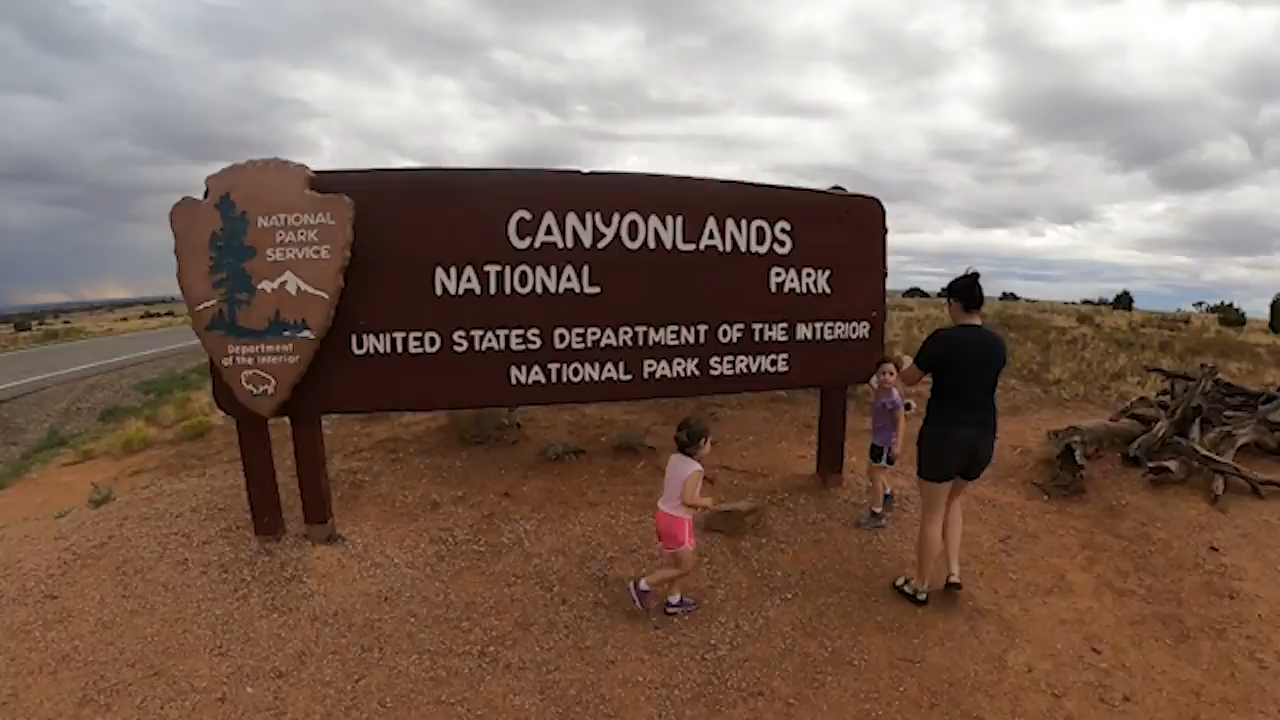 NATIONAL
PARK
SERVICE
Department
of the Interior
CANYONLANDS
NATIONAL PARK
UNITED STATES DEPARTMENT OF THE INTERIOR
NATIONAL PARK SERVICE